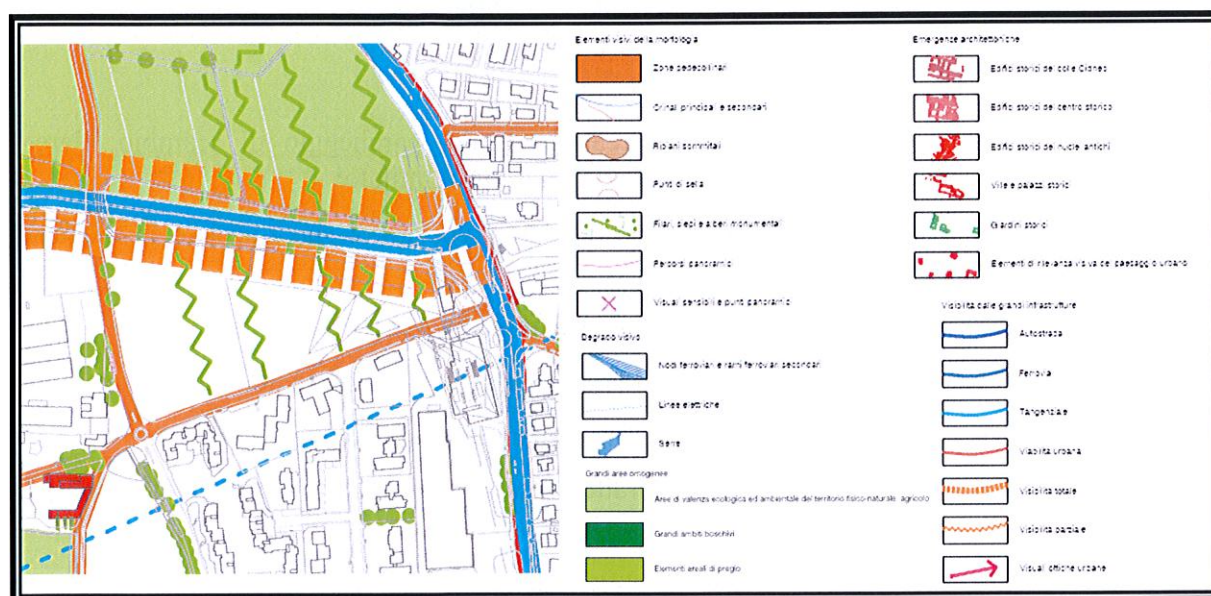 Elementi visivi della morfologia
Zone pedecollinari
Crinali principali e secondari
Ripiani sommitali
Punti di sella
Filari, siepi e alberi monumentali
Percorsi panoramici
Visuali sensibili e punti panoramici
Degrado visivo
Nodi ferroviari e rami ferroviari secondari
Linee elettriche
Serre
Grandi aree omogenee
Aree di valenza ecologica ed ambientale del territorio fisico-naturale agricolo
Grandi ambiti boschivi
Elementi areali di pregio
Emergenze architettoniche
Edifici storici del colle Cidneo
Edifici storici del centro storico
Edifici storici dei nuclei antichi
Ville e palazzi storici
Giardini storici
Elementi di rilevanza visiva del paesaggio urbano
Visibilità dalle grandi infrastrutture
Autostrada
Ferrovia
Tangenziale
Viabilità urbana
Visibilità totale
Visibilità parziale
Visuali ottiche urbane